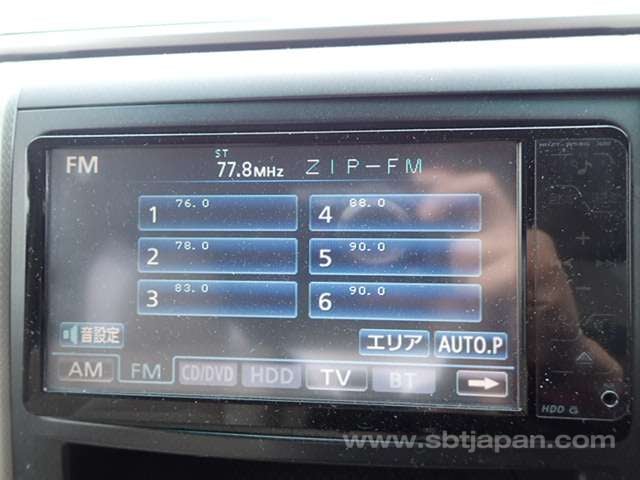 FM ST 77.8MHz ZIP-FM
1 76.0 4 88.0
2 78.0 5 90.0
3 83.0 6 90.0
音設定 エリア AUTO.P
AM FM CD/DVD HDD TV BT
HDD
www.sbtjapan.com